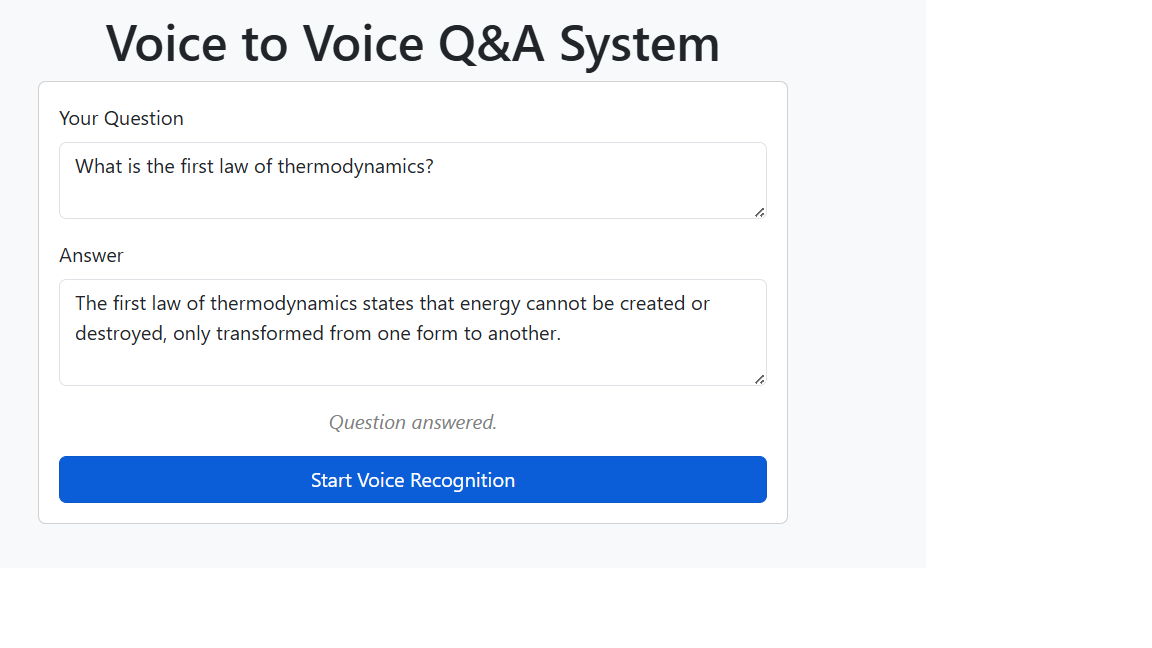 Voice to Voice Q&A System
Your Question
What is the first law of thermodynamics?
Answer
The first law of thermodynamics states that energy cannot be created or
destroyed, only transformed from one form to another.
Question answered.
Start Voice Recognition